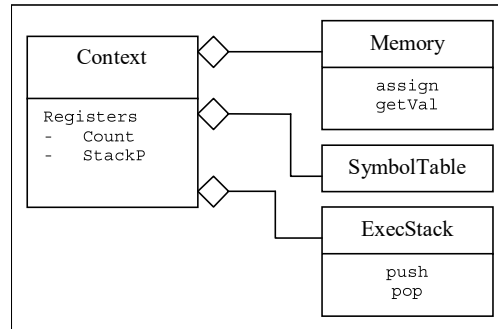 Context
Registers
- Count
- StackP
Memory
assign
getVal
SymbolTable
ExecStack
push
pop